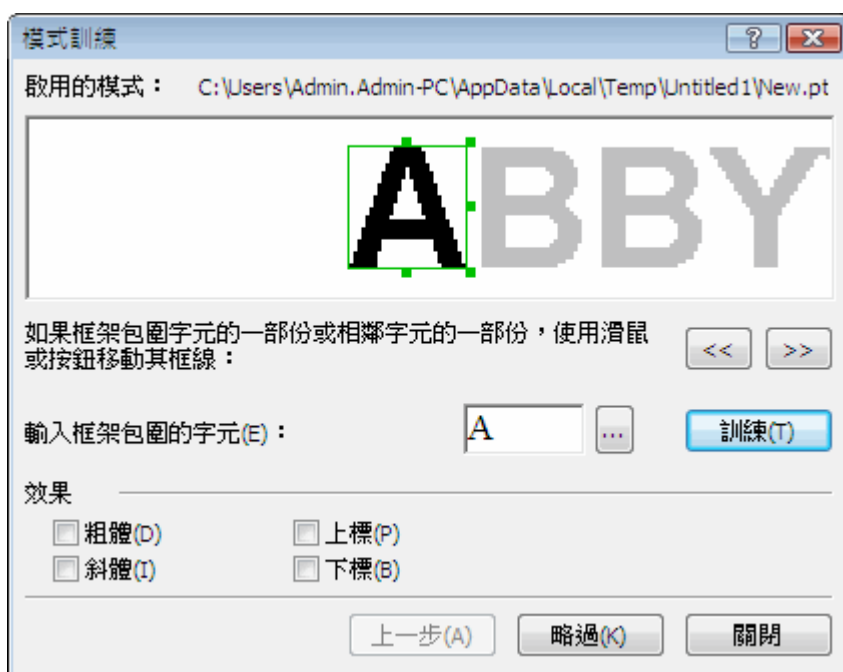 模式訓練
啟用的模式： C:\Users\Admin.Admin-PC\AppData\Local\Temp\Untitled1\New.pt
ABBY
如果框架包圍字元的一部份或相鄰字元的一部份，使用滑鼠
或按鈕移動其框線：
<< >>
輸入框架包圍的字元(E)： A ... 訓練(T)
效果
粗體(D) 上標(P)
斜體(I) 下標(B)
上一步(A) 略過(K) 關閉